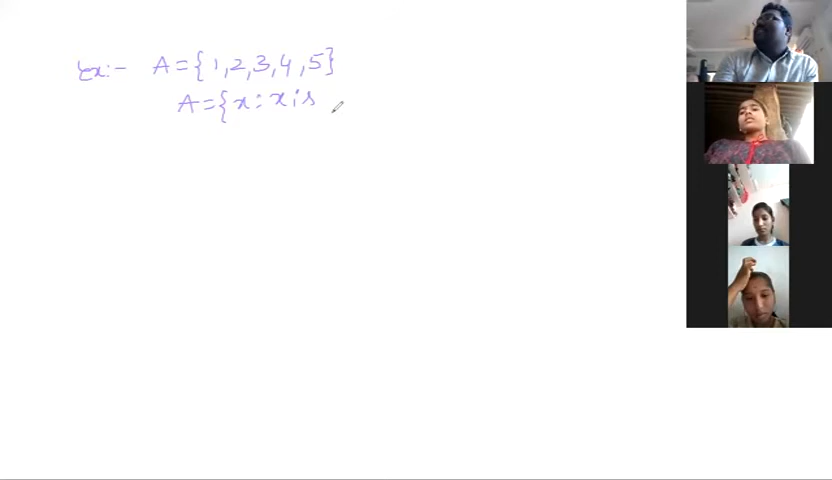 Ex:- A = { 1, 2, 3, 4, 5 }
A = { x : x is